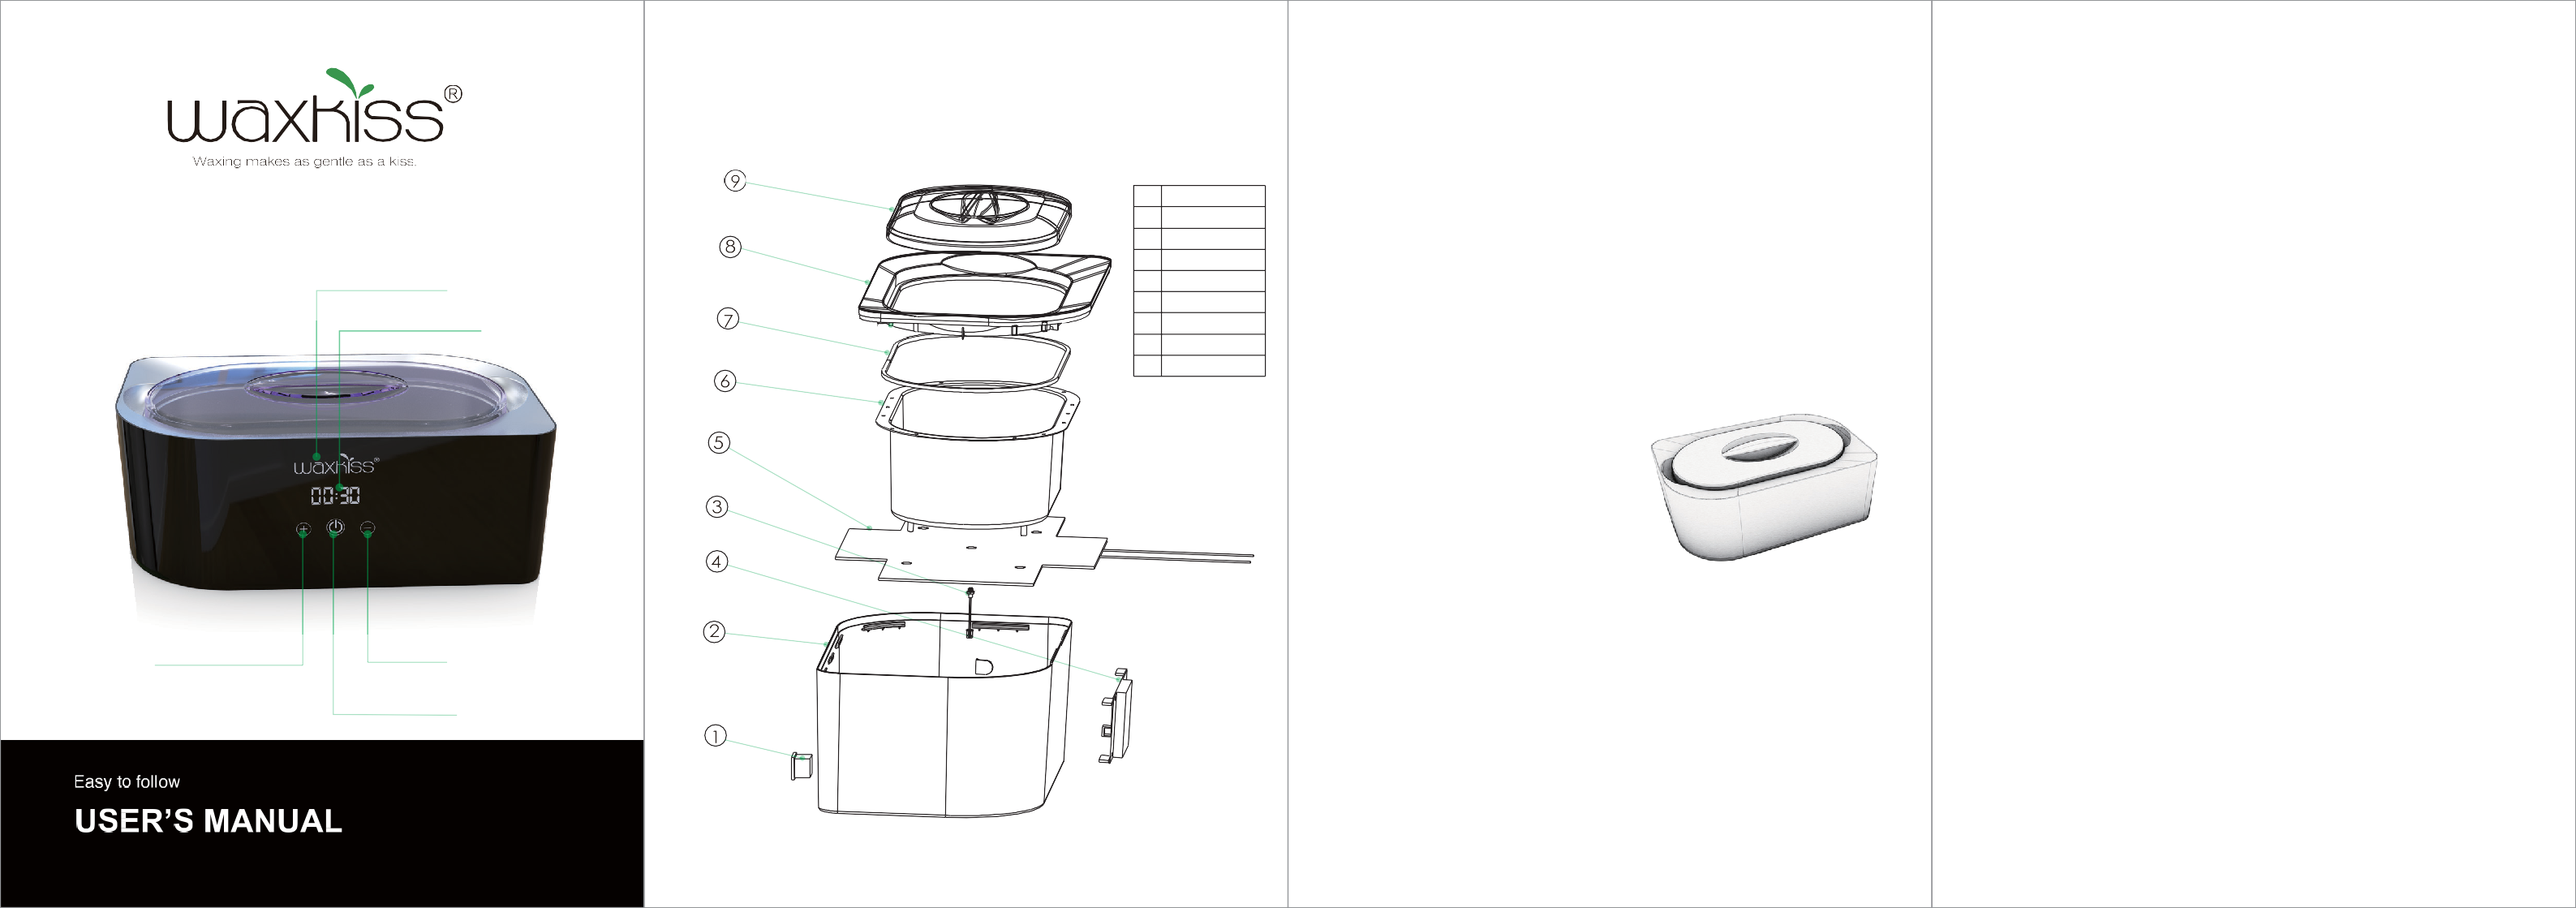 waxkiss®
Waxing makes as gentle as a kiss.
waxkiss®
00:30
Easy to follow
USER’S MANUAL
9
8
7
6
5
3
4
2
1